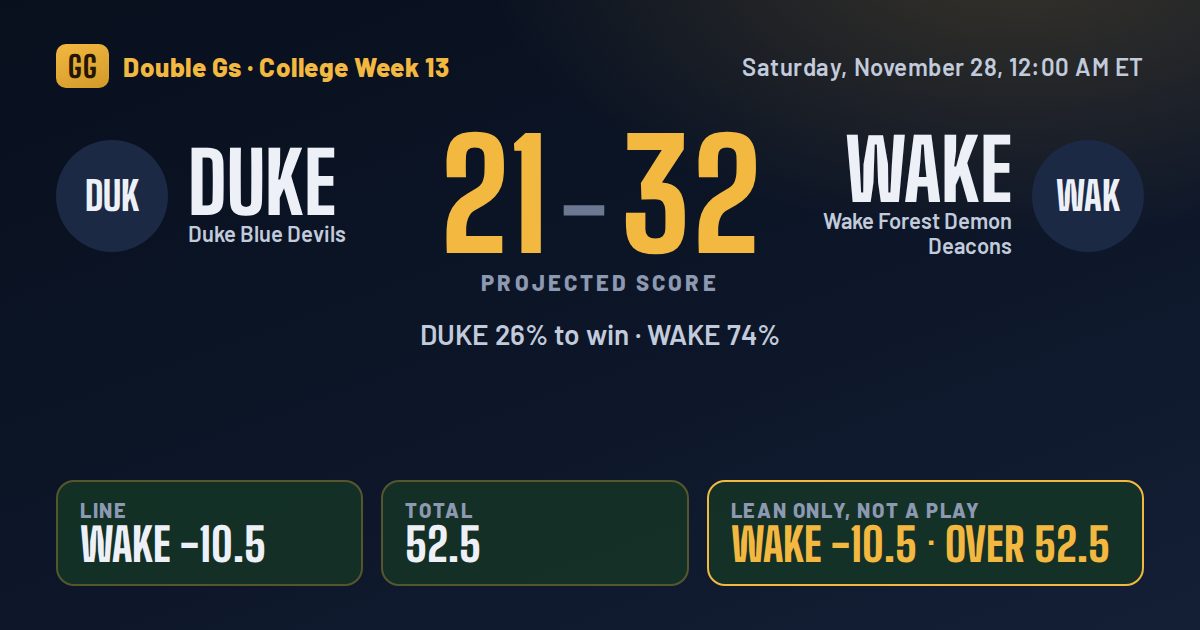 GG
Double Gs · College Week 13
Saturday, November 28, 12:00 AM ET
DUK
DUKE
Duke Blue Devils
21 – 32
PROJECTED SCORE
DUKE 26% to win · WAKE 74%
WAKE
Wake Forest Demon
Deacons
WAK
LINE
WAKE −10.5
TOTAL
52.5
LEAN ONLY, NOT A PLAY
WAKE −10.5 · OVER 52.5